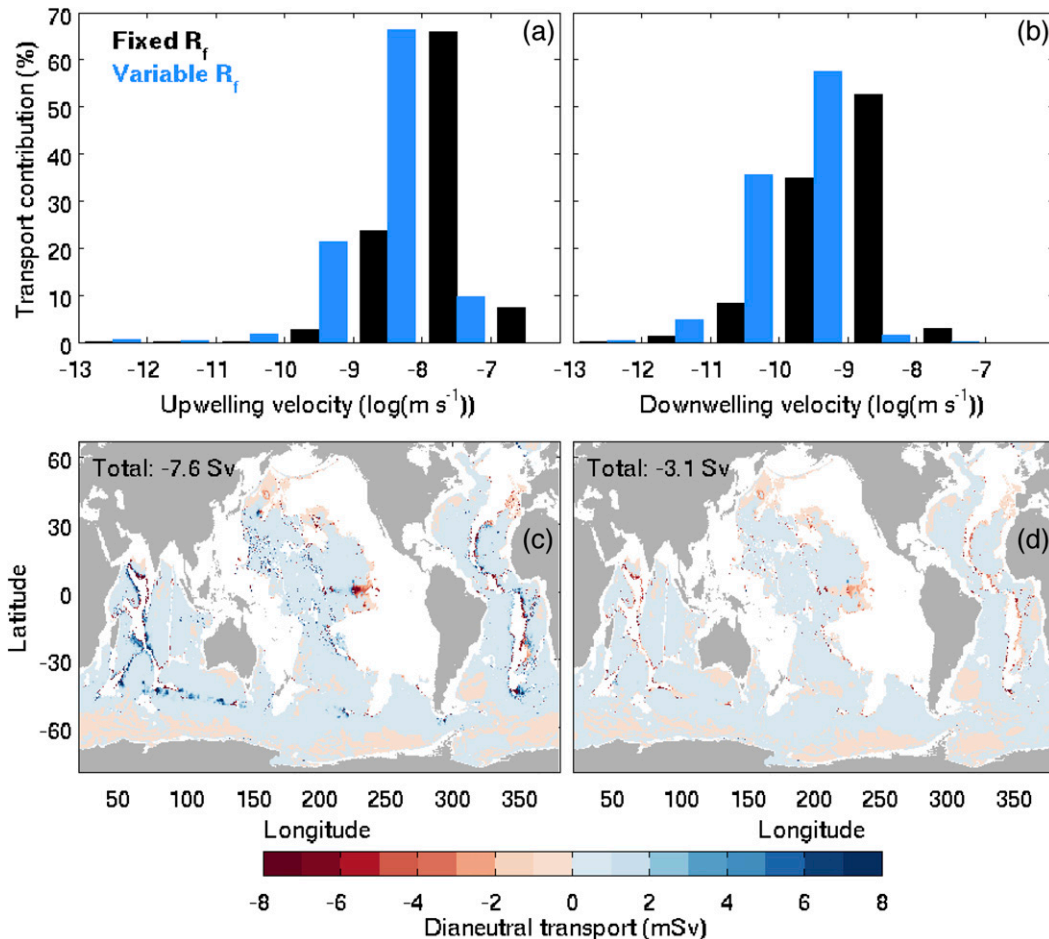 70
60
50
40
30
20
10
0
Transport contribution (%)
Fixed R_f
Variable R_f
(a)
-13 -12 -11 -10 -9 -8 -7
Upwelling velocity (log(m s⁻¹))
(b)
-13 -12 -11 -10 -9 -8 -7
Downwelling velocity (log(m s⁻¹))
60
30
0
-30
-60
Latitude
Total: -7.6 Sv
(c)
50 100 150 200 250 300 350
Longitude
Total: -3.1 Sv
(d)
50 100 150 200 250 300 350
Longitude
-8 -6 -4 -2 0 2 4 6 8
Dianeutral transport (mSv)